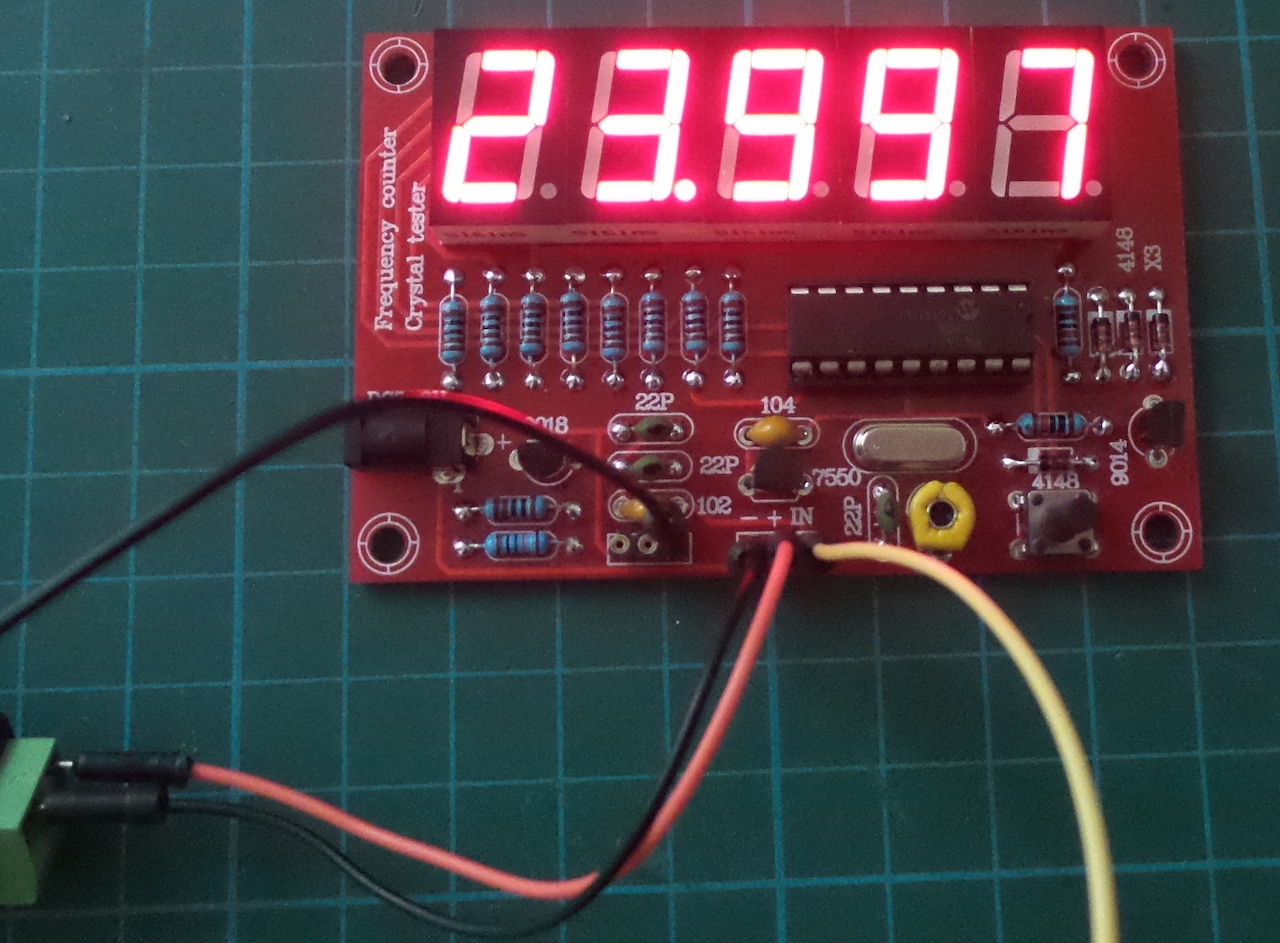 23.997
Frequency counter
Crystal tester
4148
X3
22P
104
22P
7550
102
- + IN
22P
4148
9014
+